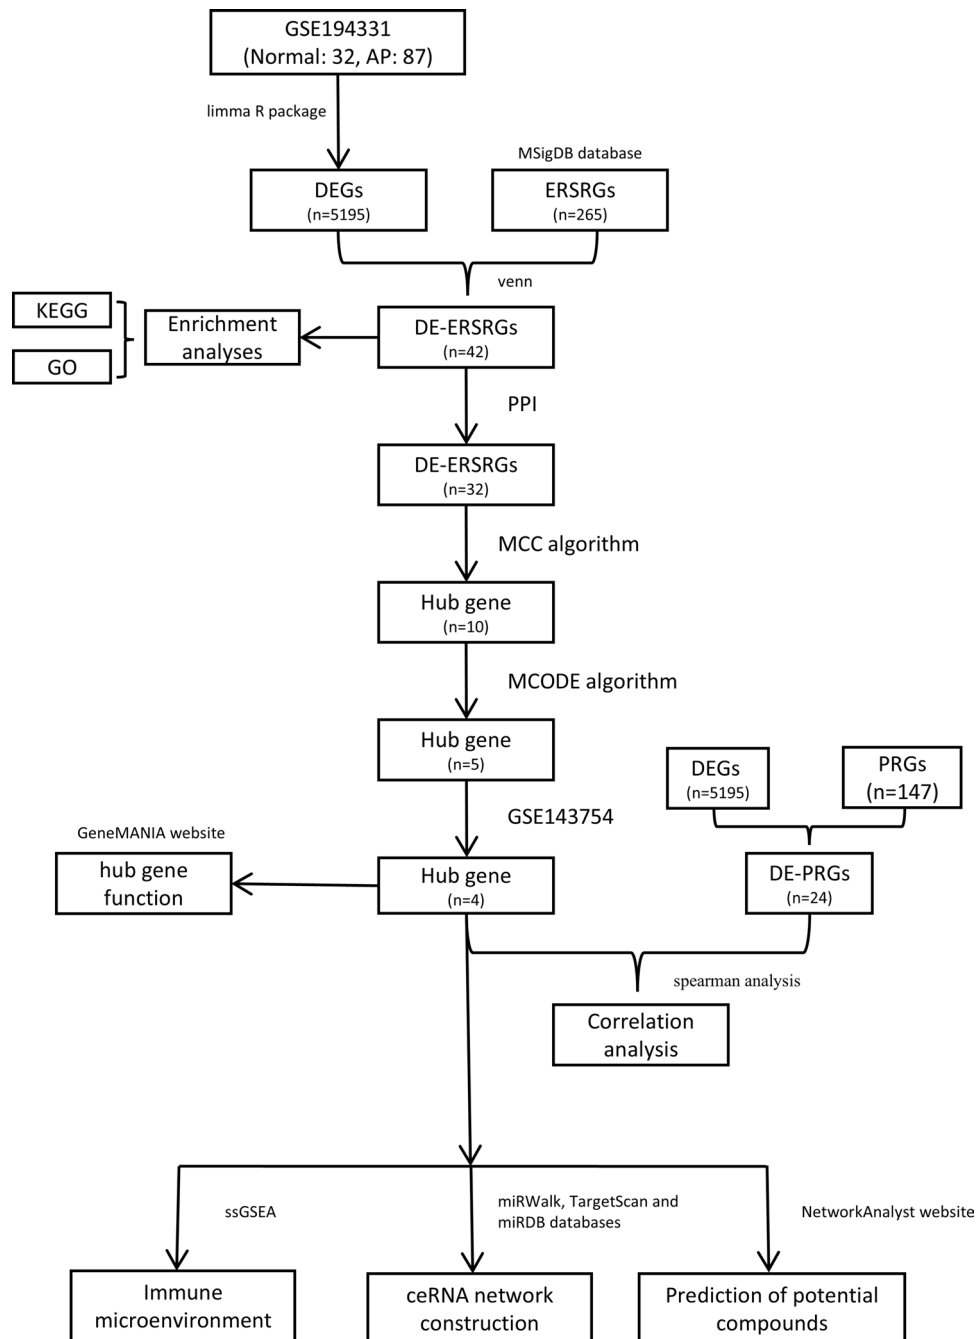 GSE194331
(Normal: 32, AP: 87)
limma R package
MSigDB database
DEGs
(n=5195)
ERSRGs
(n=265)
venn
KEGG
GO
Enrichment
analyses
DE-ERSRGs
(n=42)
PPI
DE-ERSRGs
(n=32)
MCC algorithm
Hub gene
(n=10)
MCODE algorithm
Hub gene
(n=5)
DEGs
(n=5195)
PRGs
(n=147)
GSE143754
GeneMANIA website
hub gene
function
Hub gene
(n=4)
DE-PRGs
(n=24)
spearman analysis
Correlation
analysis
ssGSEA
miRWalk, TargetScan and
miRDB databases
NetworkAnalyst website
Immune
microenvironment
ceRNA network
construction
Prediction of potential
compounds